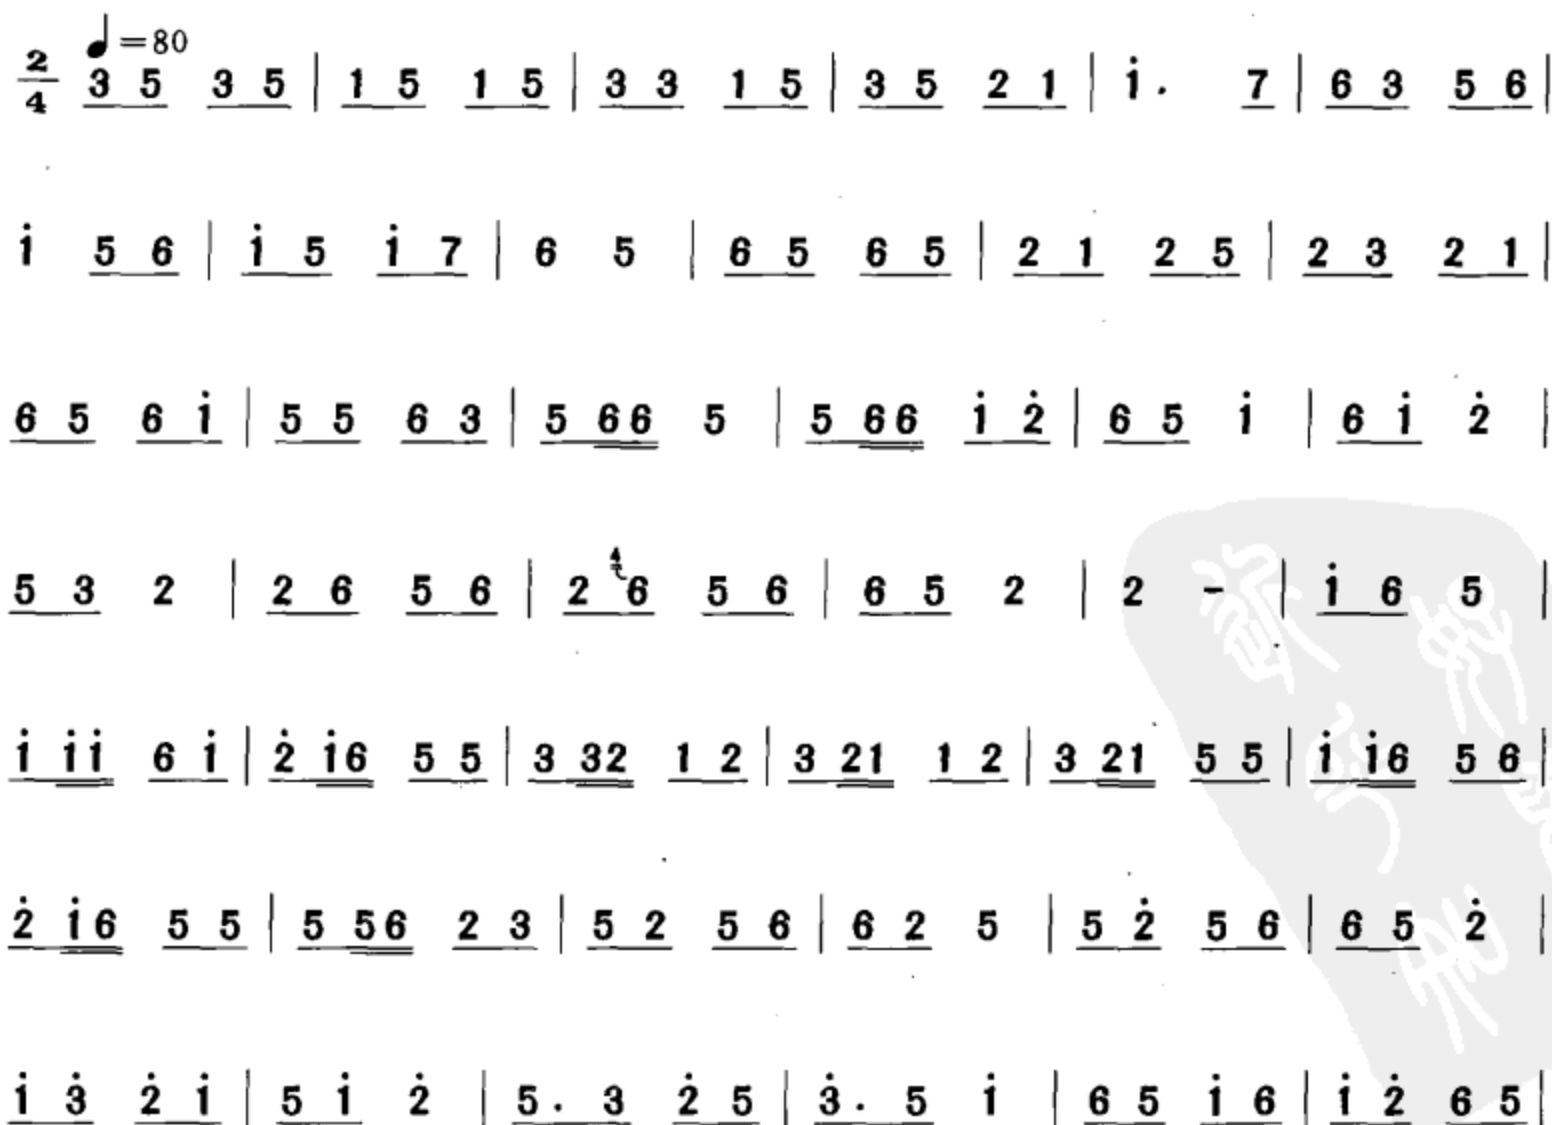 2/4 ♩=80 3 5 3 5 | 1 5 1 5 | 3 3 1 5 | 3 5 2 1 | i̇ . 7 | 6 3 5 6 |
i̇ 5 6 | i̇ 5 i̇ 7 | 6 5 | 6 5 6 5 | 2 1 2 5 | 2 3 2 1 |
6 5 6 i̇ | 5 5 6 3 | 5 66 5 | 5 66 i̇ 2̇ | 6 5 i̇ | 6 i̇ 2̇ |
5 3 2 | 2 6 5 6 | 2 ⁴6 5 6 | 6 5 2 | 2 - | i̇ 6 5 |
i̇ i̇i̇ 6 i̇ | 2̇ i̇6 5 5 | 3 32 1 2 | 3 21 1 2 | 3 21 5 5 | i̇ i̇6 5 6 |
2̇ i̇6 5 5 | 5 56 2 3 | 5 2 5 6 | 6 2 5 | 5 2̇ 5 6 | 6 5 2̇ |
i̇ 3̇ 2̇ i̇ | 5 i̇ 2̇ | 5 . 3 2̇ 5 | 3̇ . 5 i̇ | 6 5 i̇ 6 | i̇ 2̇ 6 5 |